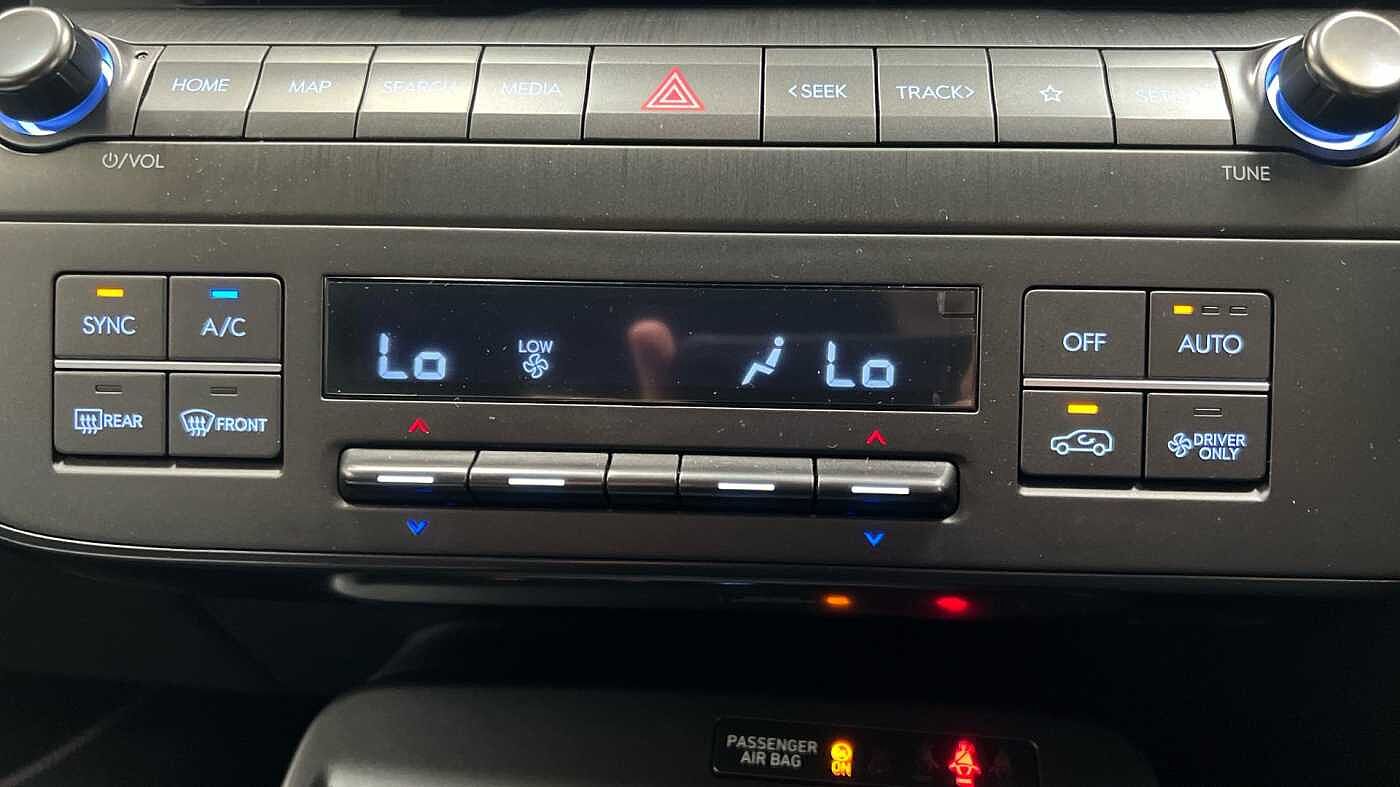 HOME
MAP
SEARCH
MEDIA
<SEEK
TRACK>
☆
/VOL
TUNE
SYNC
A/C
REAR
FRONT
Lo
LOW
Lo
OFF
AUTO
DRIVER
ONLY
PASSENGER
AIR BAG
ON